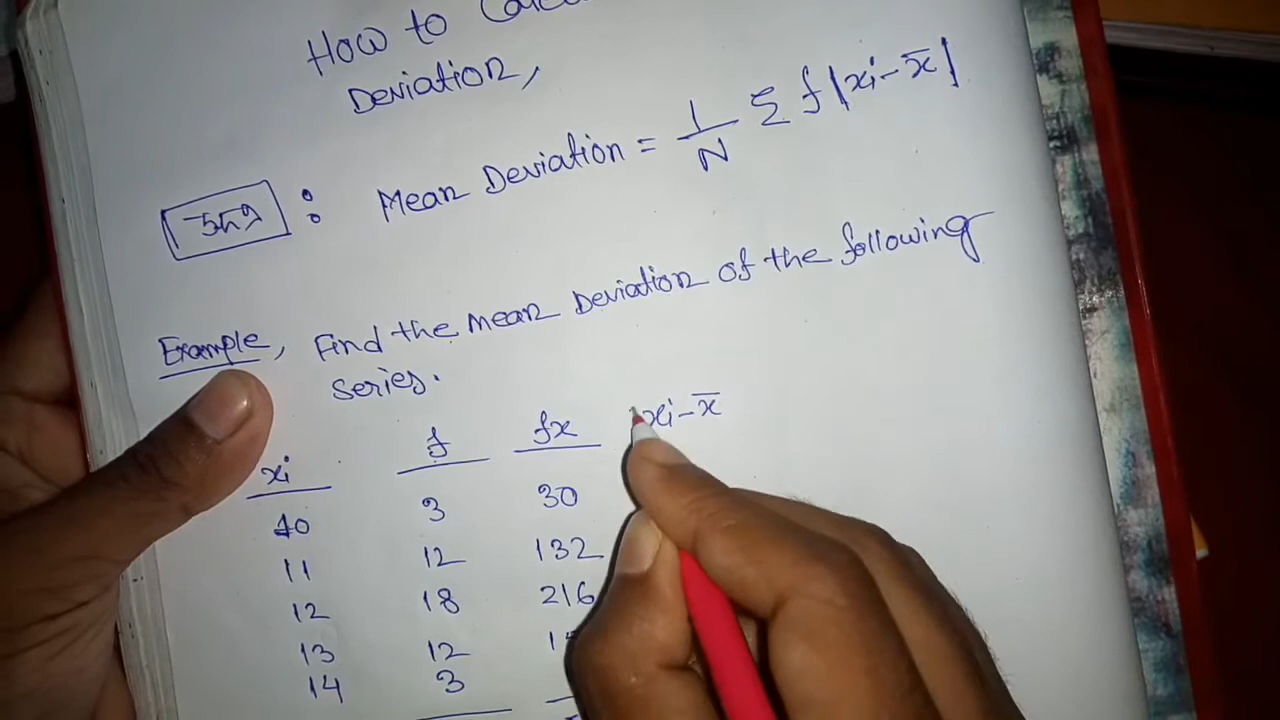 How to
Deviation,
সূত্র : Mean Deviation = 1/N Σ f|xi - x̄|
Example, Find the mean Deviation of the following
series.
xi f fx xi - x̄
10 3 30
11 12 132
12 18 216
13 12
14 3